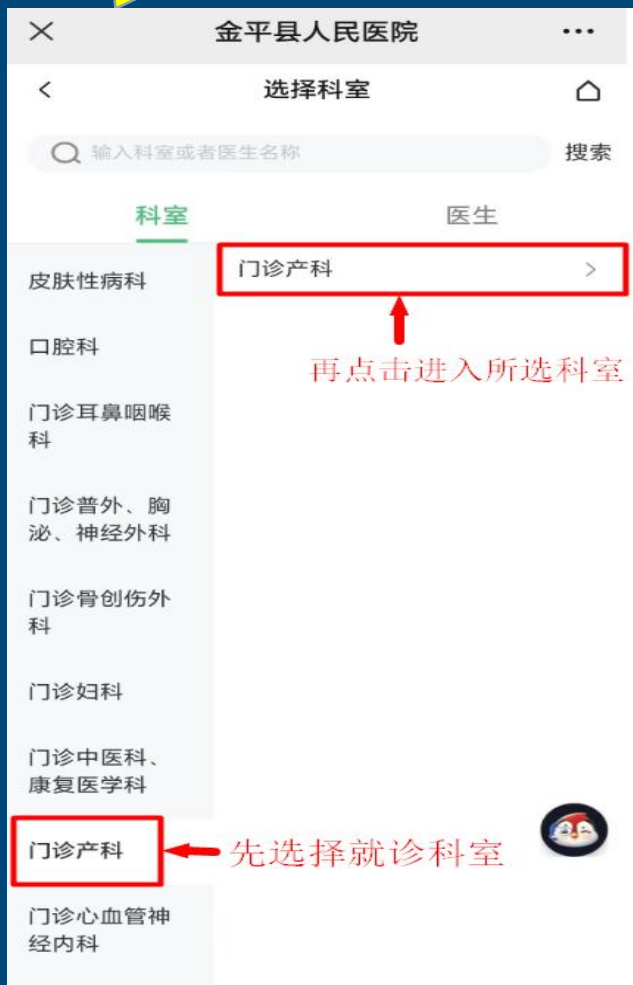 金平县人民医院
选择科室
输入科室或者医生名称
搜索
科室
医生
皮肤性病科
门诊产科
口腔科
再点击进入所选科室
门诊耳鼻咽喉
科
门诊普外、胸
泌、神经外科
门诊骨创伤外
科
门诊妇科
门诊中医科、
康复医学科
门诊产科
先选择就诊科室
门诊心血管神
经内科